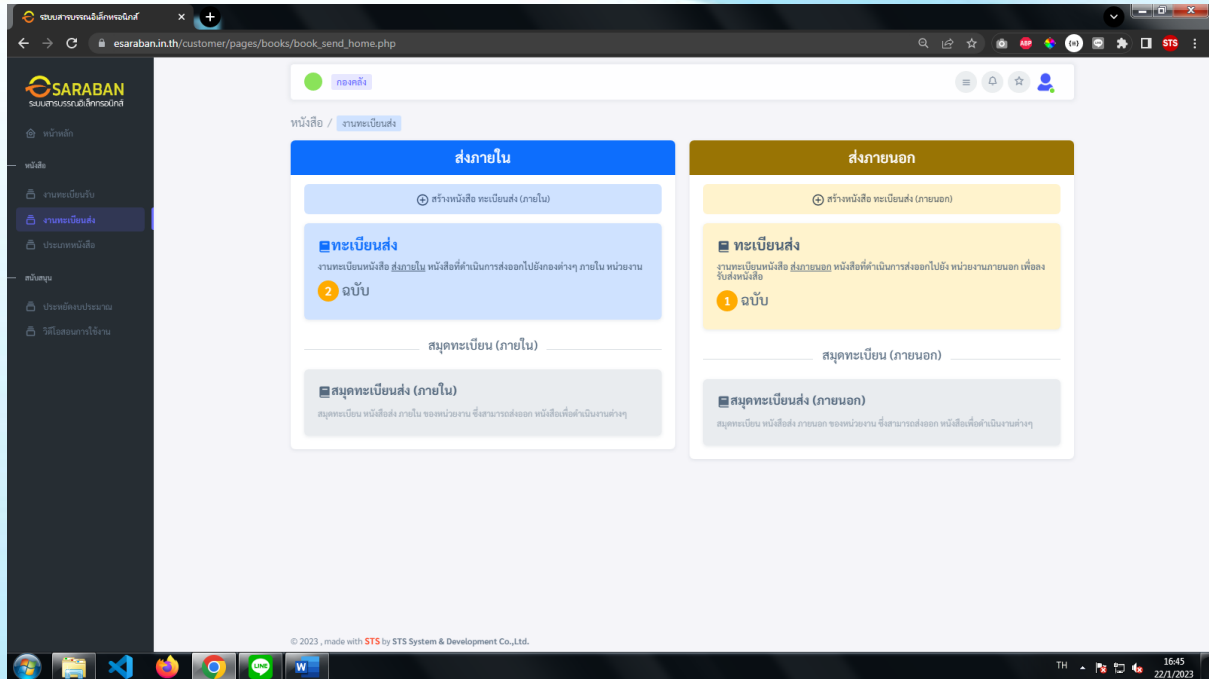 ระบบสารบรรณอิเล็กทรอนิกส์
esaraban.in.th/customer/pages/books/book_send_home.php
ABP
STS
SARABAN
ระบบสารบรรณอิเล็กทรอนิกส์
กองคลัง
หน้าหลัก
หนังสือ
งานทะเบียนรับ
งานทะเบียนส่ง
ประเภทหนังสือ
สนับสนุน
ประหยัดงบประมาณ
วิดีโอสอนการใช้งาน
หนังสือ / งานทะเบียนส่ง
ส่งภายใน
สร้างหนังสือ ทะเบียนส่ง (ภายใน)
ทะเบียนส่ง
งานทะเบียนหนังสือ ส่งภายใน หนังสือที่ดำเนินการส่งออกไปยังกองต่างๆ ภายใน หน่วยงาน
2 ฉบับ
สมุดทะเบียน (ภายใน)
สมุดทะเบียนส่ง (ภายใน)
สมุดทะเบียน หนังสือส่ง ภายใน ของหน่วยงาน ซึ่งสามารถส่งออก หนังสือเพื่อดำเนินงานต่างๆ
ส่งภายนอก
สร้างหนังสือ ทะเบียนส่ง (ภายนอก)
ทะเบียนส่ง
งานทะเบียนหนังสือ ส่งภายนอก หนังสือที่ดำเนินการส่งออกไปยัง หน่วยงานภายนอก เพื่อลง
รับส่งหนังสือ
1 ฉบับ
สมุดทะเบียน (ภายนอก)
สมุดทะเบียนส่ง (ภายนอก)
สมุดทะเบียน หนังสือส่ง ภายนอก ของหน่วยงาน ซึ่งสามารถส่งออก หนังสือเพื่อดำเนินงานต่างๆ
© 2023 , made with STS by STS System & Development Co.,Ltd.
LINE
W
TH
16:45
22/1/2023